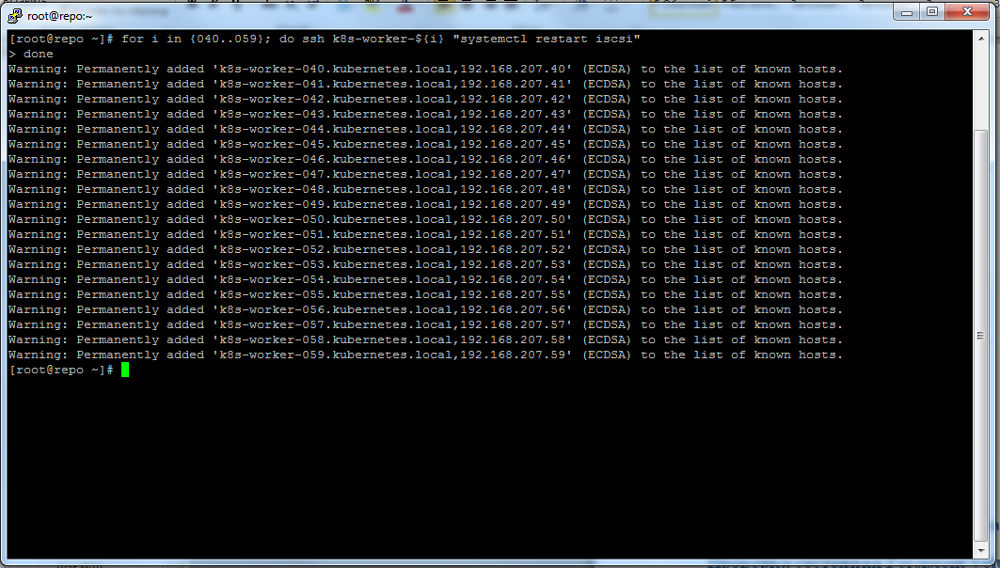 root@repo:~
[root@repo ~]# for i in {040..059}; do ssh k8s-worker-${i} "systemctl restart iscsi"
> done
Warning: Permanently added 'k8s-worker-040.kubernetes.local,192.168.207.40' (ECDSA) to the list of known hosts.
Warning: Permanently added 'k8s-worker-041.kubernetes.local,192.168.207.41' (ECDSA) to the list of known hosts.
Warning: Permanently added 'k8s-worker-042.kubernetes.local,192.168.207.42' (ECDSA) to the list of known hosts.
Warning: Permanently added 'k8s-worker-043.kubernetes.local,192.168.207.43' (ECDSA) to the list of known hosts.
Warning: Permanently added 'k8s-worker-044.kubernetes.local,192.168.207.44' (ECDSA) to the list of known hosts.
Warning: Permanently added 'k8s-worker-045.kubernetes.local,192.168.207.45' (ECDSA) to the list of known hosts.
Warning: Permanently added 'k8s-worker-046.kubernetes.local,192.168.207.46' (ECDSA) to the list of known hosts.
Warning: Permanently added 'k8s-worker-047.kubernetes.local,192.168.207.47' (ECDSA) to the list of known hosts.
Warning: Permanently added 'k8s-worker-048.kubernetes.local,192.168.207.48' (ECDSA) to the list of known hosts.
Warning: Permanently added 'k8s-worker-049.kubernetes.local,192.168.207.49' (ECDSA) to the list of known hosts.
Warning: Permanently added 'k8s-worker-050.kubernetes.local,192.168.207.50' (ECDSA) to the list of known hosts.
Warning: Permanently added 'k8s-worker-051.kubernetes.local,192.168.207.51' (ECDSA) to the list of known hosts.
Warning: Permanently added 'k8s-worker-052.kubernetes.local,192.168.207.52' (ECDSA) to the list of known hosts.
Warning: Permanently added 'k8s-worker-053.kubernetes.local,192.168.207.53' (ECDSA) to the list of known hosts.
Warning: Permanently added 'k8s-worker-054.kubernetes.local,192.168.207.54' (ECDSA) to the list of known hosts.
Warning: Permanently added 'k8s-worker-055.kubernetes.local,192.168.207.55' (ECDSA) to the list of known hosts.
Warning: Permanently added 'k8s-worker-056.kubernetes.local,192.168.207.56' (ECDSA) to the list of known hosts.
Warning: Permanently added 'k8s-worker-057.kubernetes.local,192.168.207.57' (ECDSA) to the list of known hosts.
Warning: Permanently added 'k8s-worker-058.kubernetes.local,192.168.207.58' (ECDSA) to the list of known hosts.
Warning: Permanently added 'k8s-worker-059.kubernetes.local,192.168.207.59' (ECDSA) to the list of known hosts.
[root@repo ~]#